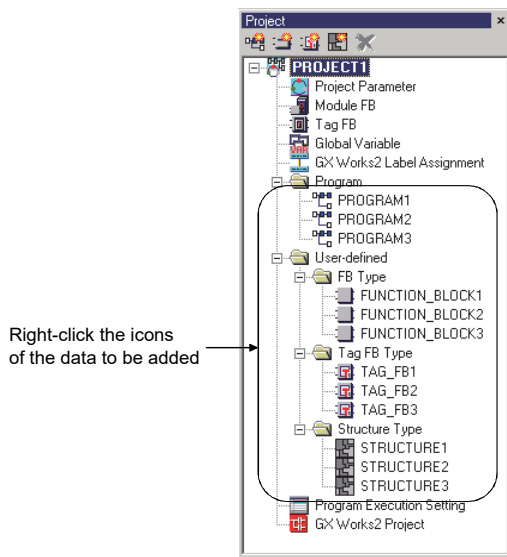 Project
PROJECT1
Project Parameter
Module FB
Tag FB
Global Variable
GX Works2 Label Assignment
Program
PROGRAM1
PROGRAM2
PROGRAM3
User-defined
FB Type
FUNCTION_BLOCK1
FUNCTION_BLOCK2
FUNCTION_BLOCK3
Right-click the icons
of the data to be added
Tag FB Type
TAG_FB1
TAG_FB2
TAG_FB3
Structure Type
STRUCTURE1
STRUCTURE2
STRUCTURE3
Program Execution Setting
GX Works2 Project